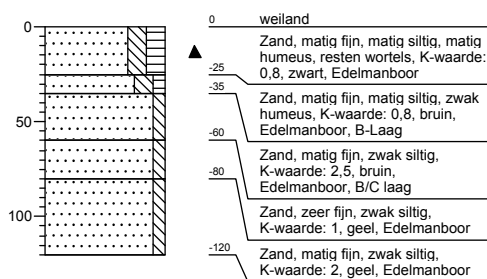 0
50
100
0 weiland
Zand, matig fijn, matig siltig, matig
humeus, resten wortels, K-waarde:
0,8, zwart, Edelmanboor
-25
-35
Zand, matig fijn, matig siltig, zwak
humeus, K-waarde: 0,8, bruin,
Edelmanboor, B-Laag
-60
Zand, matig fijn, zwak siltig,
K-waarde: 2,5, bruin,
Edelmanboor, B/C laag
-80
Zand, zeer fijn, zwak siltig,
K-waarde: 1, geel, Edelmanboor
-120
Zand, matig fijn, zwak siltig,
K-waarde: 2, geel, Edelmanboor